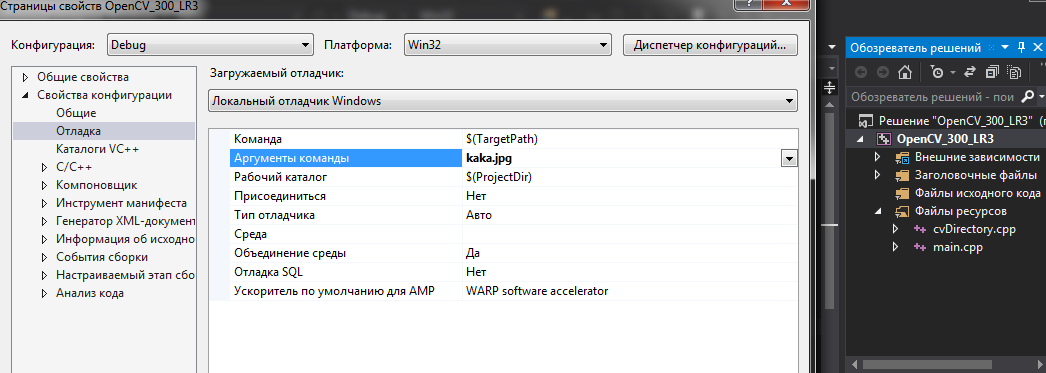 Страницы свойств OpenCV_300_LR3
Конфигурация: Debug Платформа: Win32 Диспетчер конфигураций...
Общие свойства
Свойства конфигурации
Общие
Отладка
Каталоги VC++
C/C++
Компоновщик
Инструмент манифеста
Генератор XML-документ
Информация об исходно
События сборки
Настраиваемый этап сбо
Анализ кода
Загружаемый отладчик:
Локальный отладчик Windows
Команда $(TargetPath)
Аргументы команды kaka.jpg
Рабочий каталог $(ProjectDir)
Присоединиться Нет
Тип отладчика Авто
Среда
Объединение среды Да
Отладка SQL Нет
Ускоритель по умолчанию для AMP WARP software accelerator
Обозреватель решений
Обозреватель решений - пои
Решение "OpenCV_300_LR3" (п
OpenCV_300_LR3
Внешние зависимости
Заголовочные файлы
Файлы исходного кода
Файлы ресурсов
cvDirectory.cpp
main.cpp